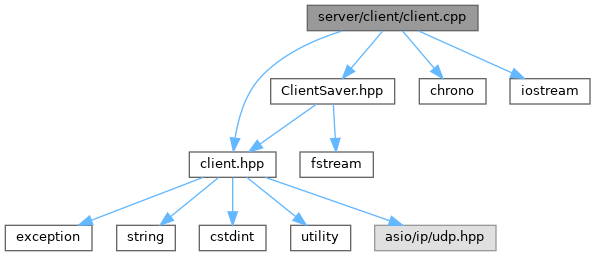 server/client/client.cpp
ClientSaver.hpp
chrono
iostream
client.hpp
fstream
exception
string
cstdint
utility
asio/ip/udp.hpp